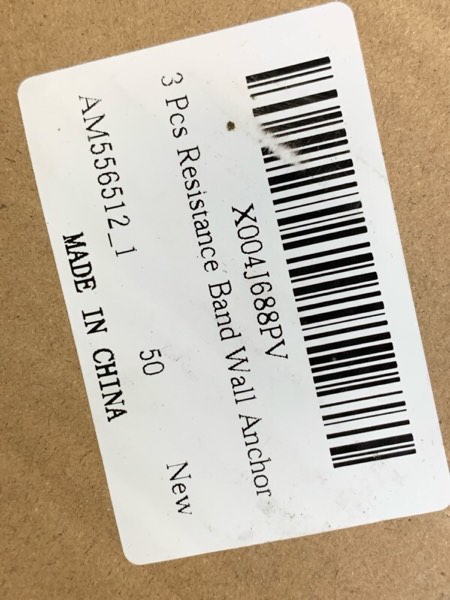 X004J688PV
3 Pcs Resistance Band Wall Anchor
50 New
AM556512_1
MADE IN CHINA